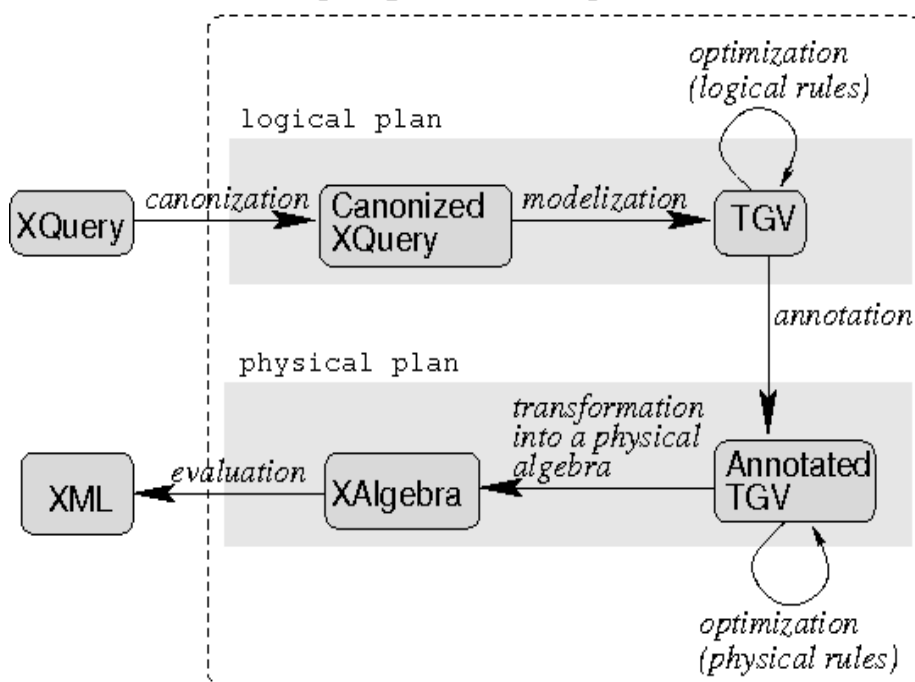 optimization
(logical rules)
logical plan
XQuery
canonization
Canonized
XQuery
modelization
TGV
annotation
physical plan
transformation
into a physical
algebra
Annotated
TGV
XML
evaluation
XAlgebra
optimization
(physical rules)